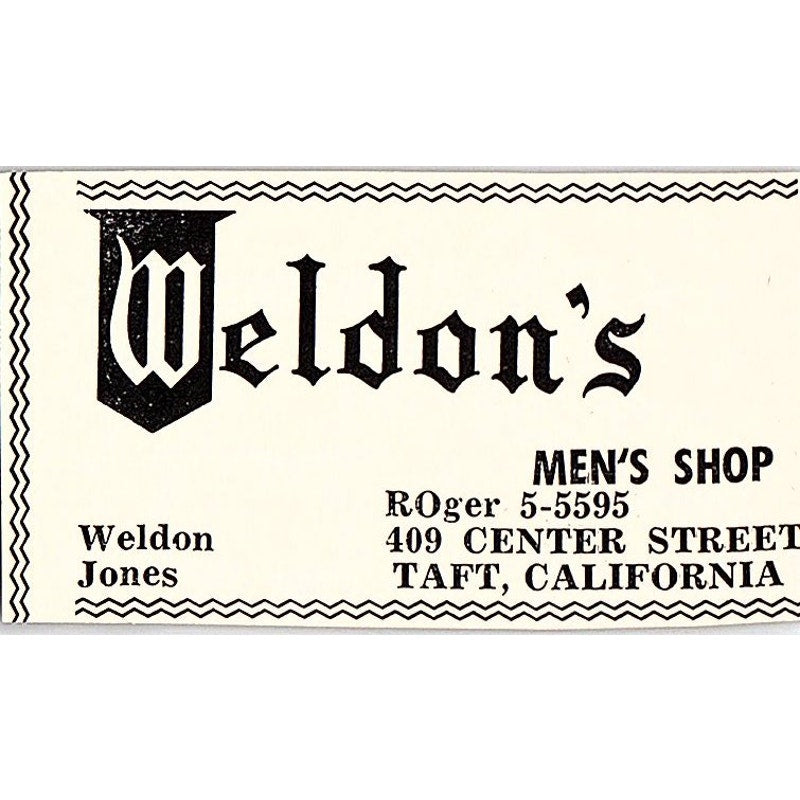 Weldon's
MEN'S SHOP
ROger 5-5595
Weldon
409 CENTER STREET
Jones
TAFT, CALIFORNIA